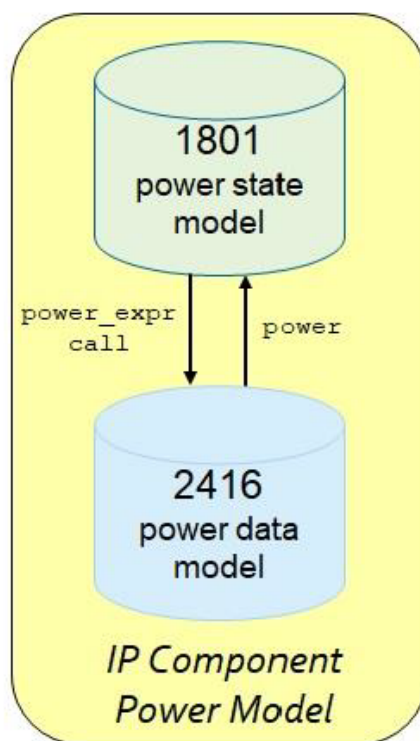 1801
power state
model
power_expr
call
power
2416
power data
model
IP Component
Power Model